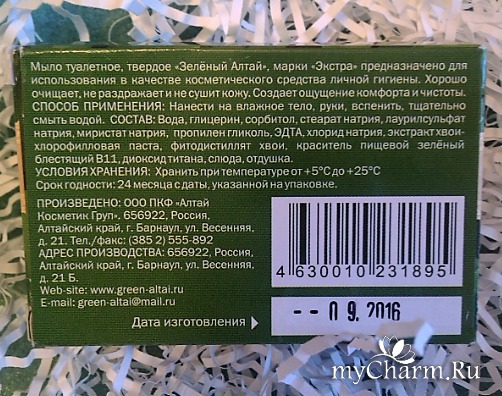 Мыло туалетное, твердое «Зелёный Алтай», марки «Экстра» предназначено для
использования в качестве косметического средства личной гигиены. Хорошо
очищает, не раздражает и не сушит кожу. Создает ощущение комфорта и чистоты.
СПОСОБ ПРИМЕНЕНИЯ: Нанести на влажное тело, руки, вспенить, тщательно
смыть водой. СОСТАВ: Вода, глицерин, сорбитол, стеарат натрия, лаурилсульфат
натрия, миристат натрия, пропилен гликоль, ЭДТА, хлорид натрия, экстракт хвои-
хлорофилловая паста, фитодистиллят хвои, краситель пищевой зелёный
блестящий В11, диоксид титана, слюда, отдушка.
УСЛОВИЯ ХРАНЕНИЯ: Хранить при температуре от +5°С до +25°С
Срок годности: 24 месяца с даты, указанной на упаковке.
ПРОИЗВЕДЕНО: ООО ПКФ «Алтай
Косметик Груп». 656922, Россия,
Алтайский край, г. Барнаул, ул. Весенняя,
д. 21. Тел./факс: (385 2) 555-892
АДРЕС ПРОИЗВОДСТВА: 656922, Россия,
Алтайский край, г. Барнаул, ул. Весенняя,
д. 21 Б.
Web-site: www.green-altai.ru
E-mail: green-altai@mail.ru
4 630010 231895
Дата изготовления
-- 09. 2016
myCharm.Ru